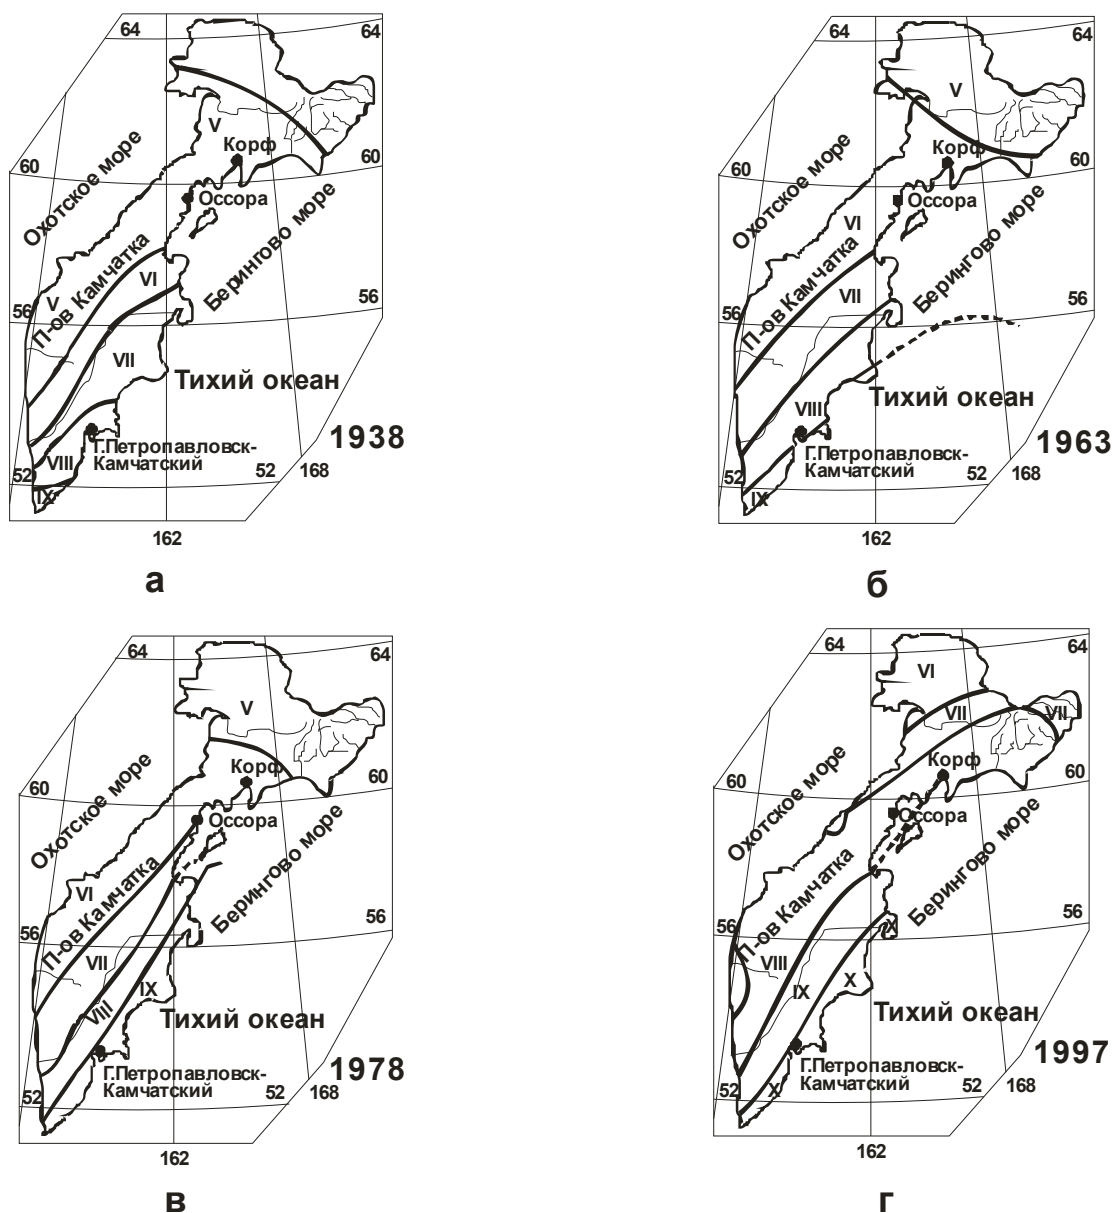 64
64
V
Корф
60
60
Охотское море
Оссора
Берингово море
П-ов Камчатка
V
VI
56
56
VII
Тихий океан
1938
Г.Петропавловск-
Камчатский
VIII
52
52
168
IX
162
а
64
64
V
Корф
60
60
Охотское море
Оссора
VI
Берингово море
П-ов Камчатка
VII
56
56
Тихий океан
VIII
1963
Г.Петропавловск-
Камчатский
52
52
168
IX
162
б
64
64
V
Корф
60
60
Охотское море
Оссора
Берингово море
VI
П-ов Камчатка
56
56
VII
IX
VIII
Тихий океан
1978
Г.Петропавловск-
Камчатский
52
52
168
162
в
64
64
VI
VII
VII
Корф
60
60
Охотское море
Оссора
Берингово море
П-ов Камчатка
56
56
X
VIII
IX
X
Тихий океан
1997
Г.Петропавловск-
Камчатский
52
X
52
168
162
г